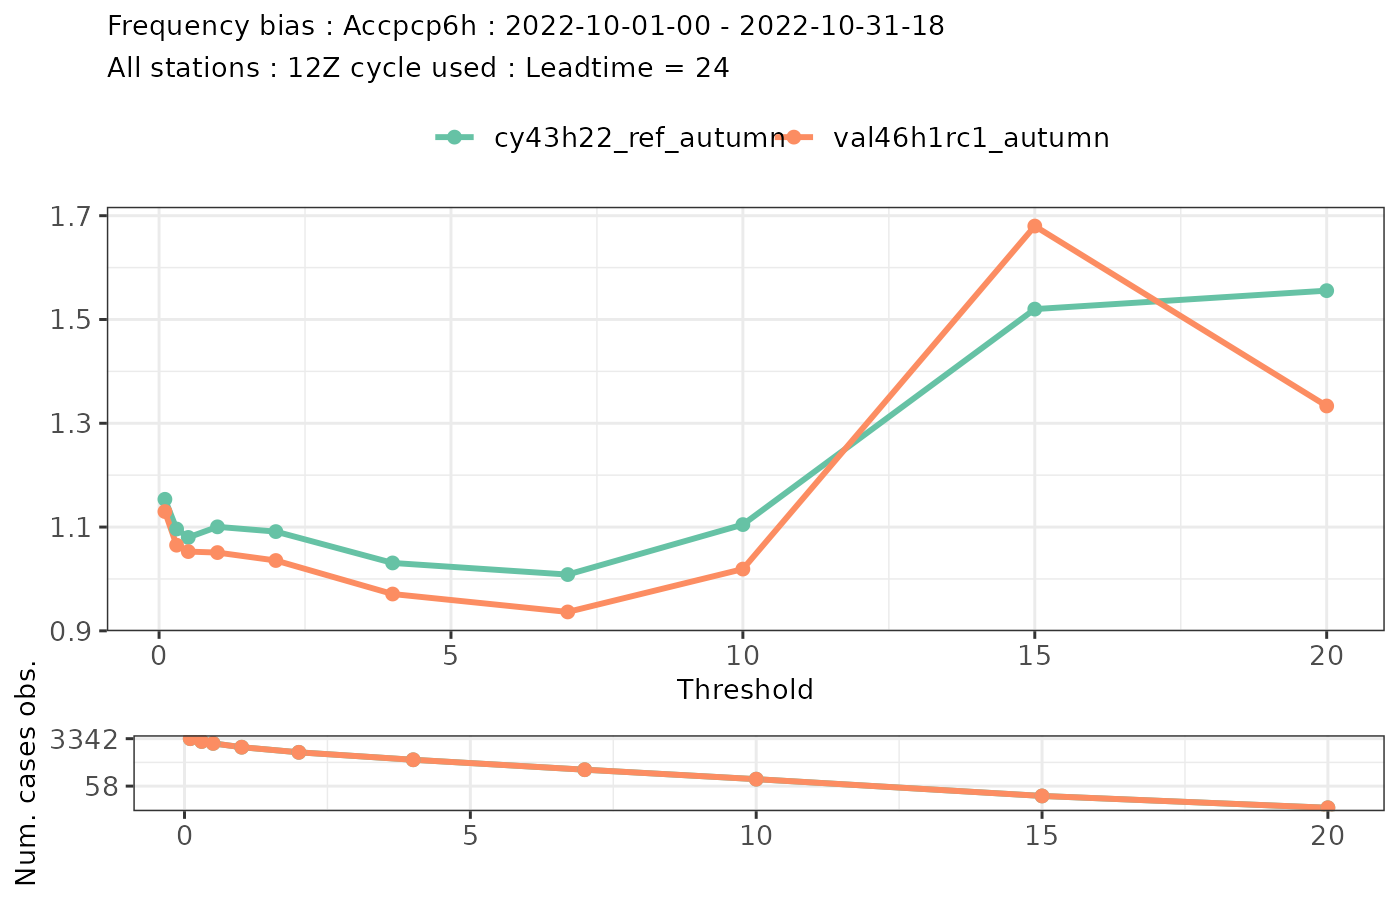 Frequency bias : Accpcp6h : 2022-10-01-00 - 2022-10-31-18
All stations : 12Z cycle used : Leadtime = 24
cy43h22_ref_autumn val46h1rc1_autumn
1.7
1.5
1.3
1.1
0.9
0 5 10 15 20
Threshold
Num. cases obs.
3342
58
0 5 10 15 20